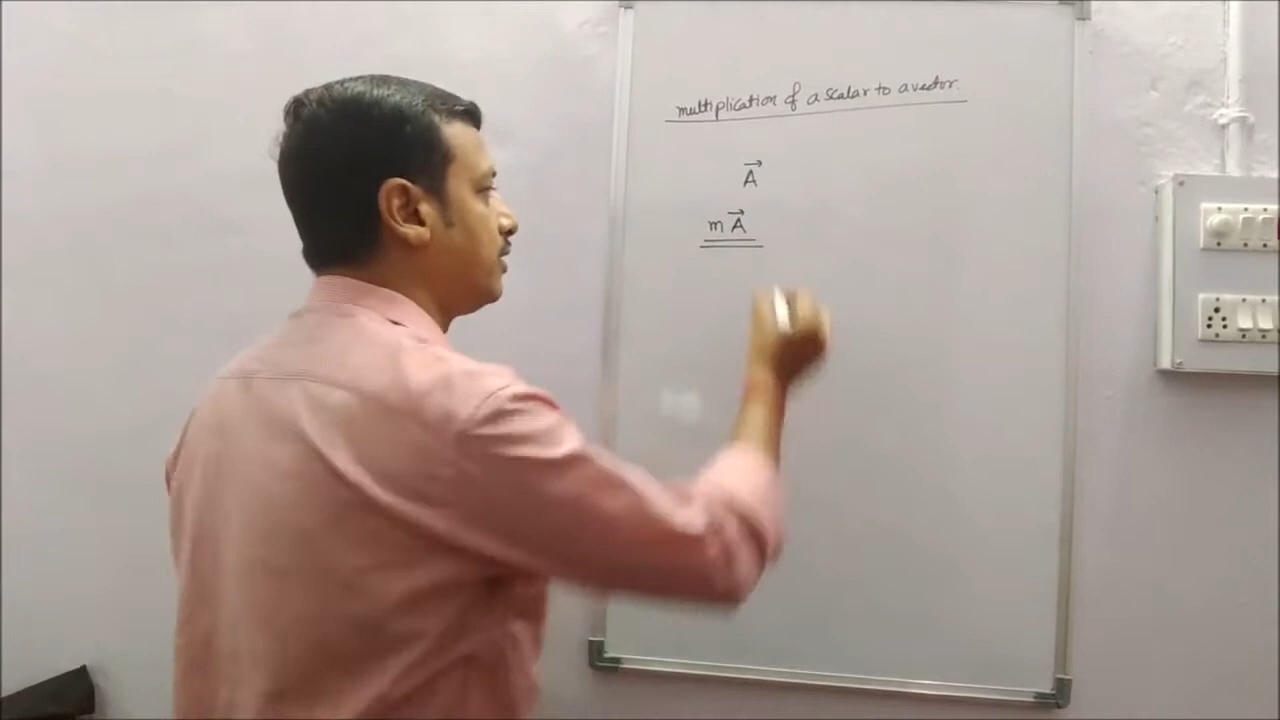 multiplication of a scalar to a vector.
A⃗
mA⃗